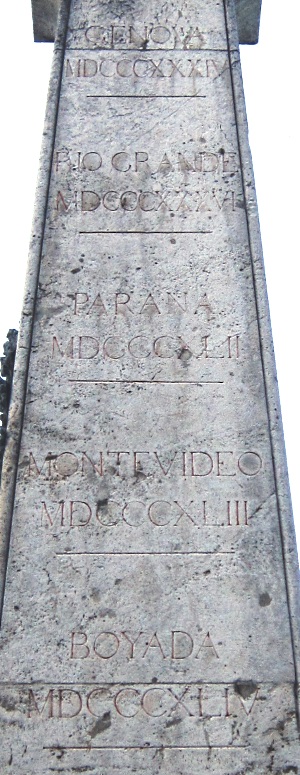 GENOVA
MDCCCXXXIV
RIO GRANDE
MDCCCXXXVI
PARANA
MDCCCXLII
MONTEVIDEO
MDCCCXLIII
BOYADA
MDCCCXLIV